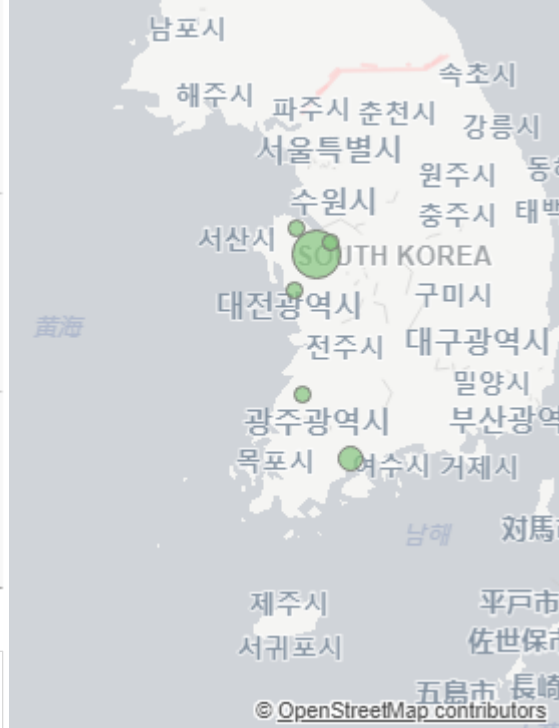 남포시
속초시
해주시
파주시 춘천시
강릉시
서울특별시
원주시
동해
수원시
충주시 태백
서산시
SOUTH KOREA
구미시
대전광역시
黄海
전주시 대구광역시
밀양시
광주광역시 부산광역
목포시 여수시 거제시
남해 対馬市
제주시 平戸市
서귀포시 佐世保市
五島市 長崎
© OpenStreetMap contributors